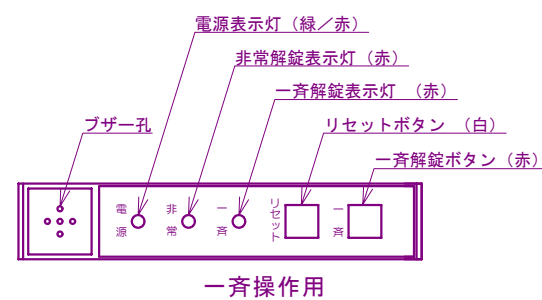 電源表示灯（緑／赤）
非常解錠表示灯（赤）
一斉解錠表示灯　（赤）
ブザー孔
リセットボタン　（白）
一斉解錠ボタン（赤）
電源
非常
一斉
リセット
一斉
一斉操作用